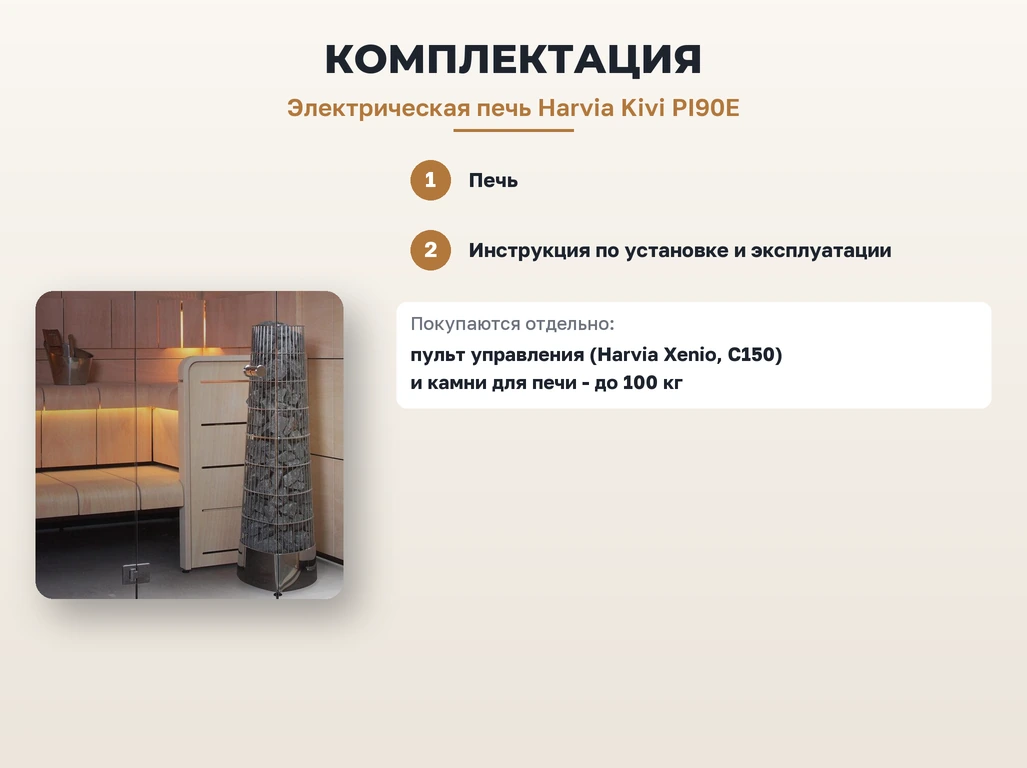 КОМПЛЕКТАЦИЯ
Электрическая печь Harvia Kivi PI90E
1 Печь
2 Инструкция по установке и эксплуатации
Покупаются отдельно:
пульт управления (Harvia Xenio, C150)
и камни для печи - до 100 кг